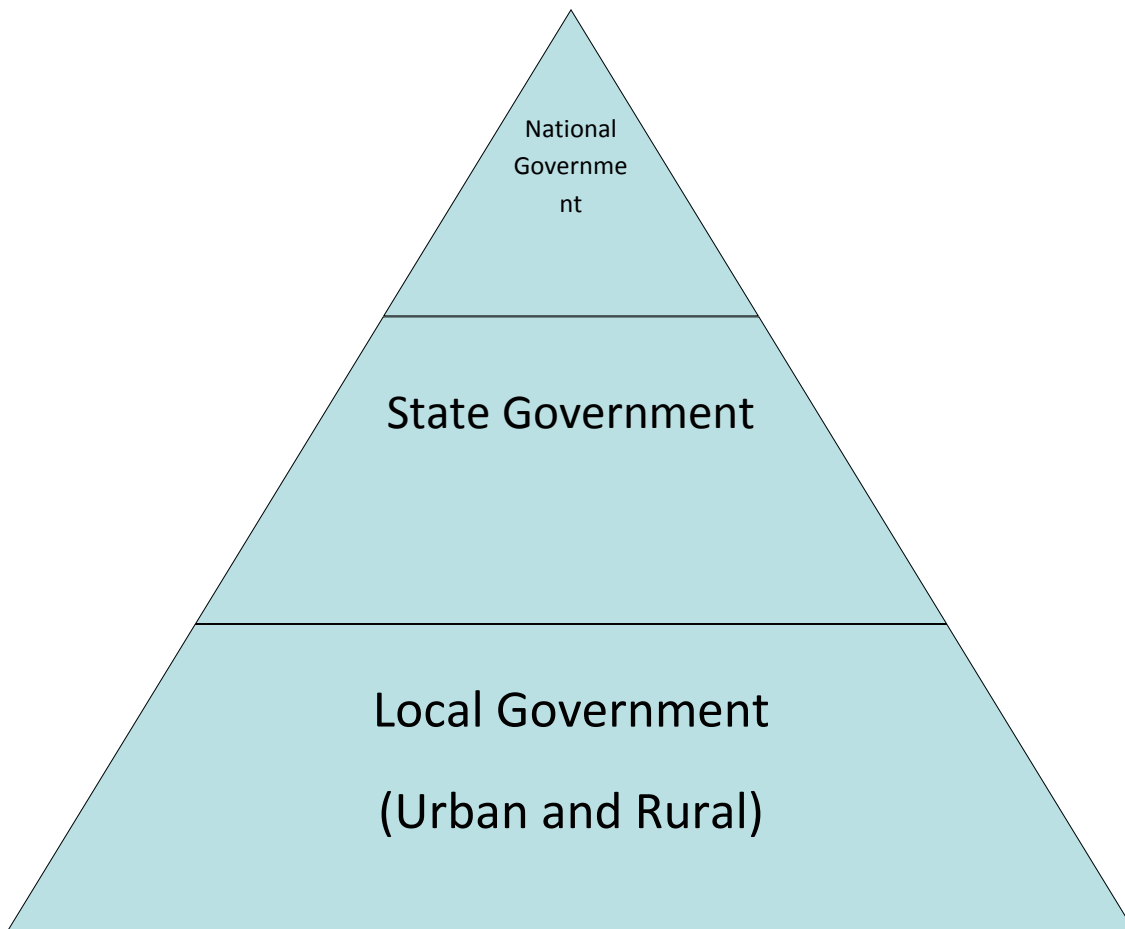 National
Governme
nt
State Government
Local Government
(Urban and Rural)